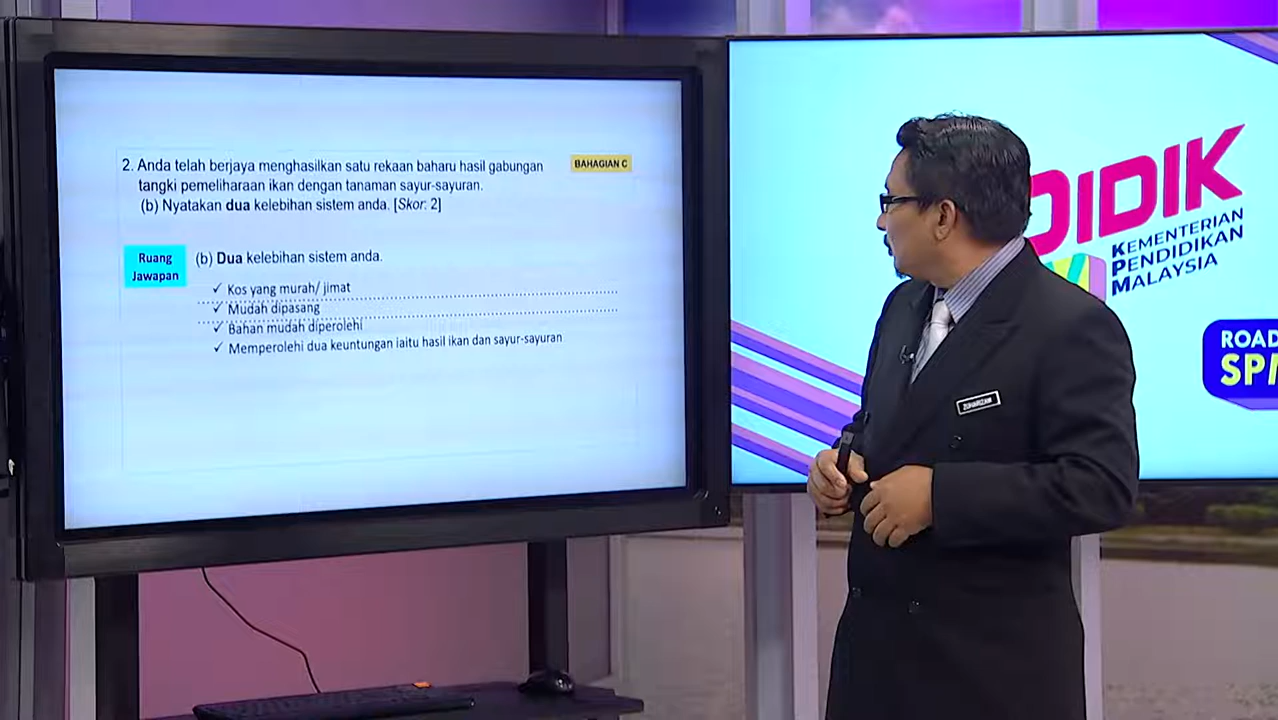 2. Anda telah berjaya menghasilkan satu rekaan baharu hasil gabungan
tangki pemeliharaan ikan dengan tanaman sayur-sayuran.
(b) Nyatakan dua kelebihan sistem anda. [Skor: 2]
BAHAGIAN C
Ruang
Jawapan
(b) Dua kelebihan sistem anda.
✓ Kos yang murah/ jimat
✓ Mudah dipasang
✓ Bahan mudah diperolehi
✓ Memperolehi dua keuntungan iaitu hasil ikan dan sayur-sayuran
DIDIK
KEMENTERIAN
PENDIDIKAN
MALAYSIA
ROAD
SPM
ZUHARIZAM